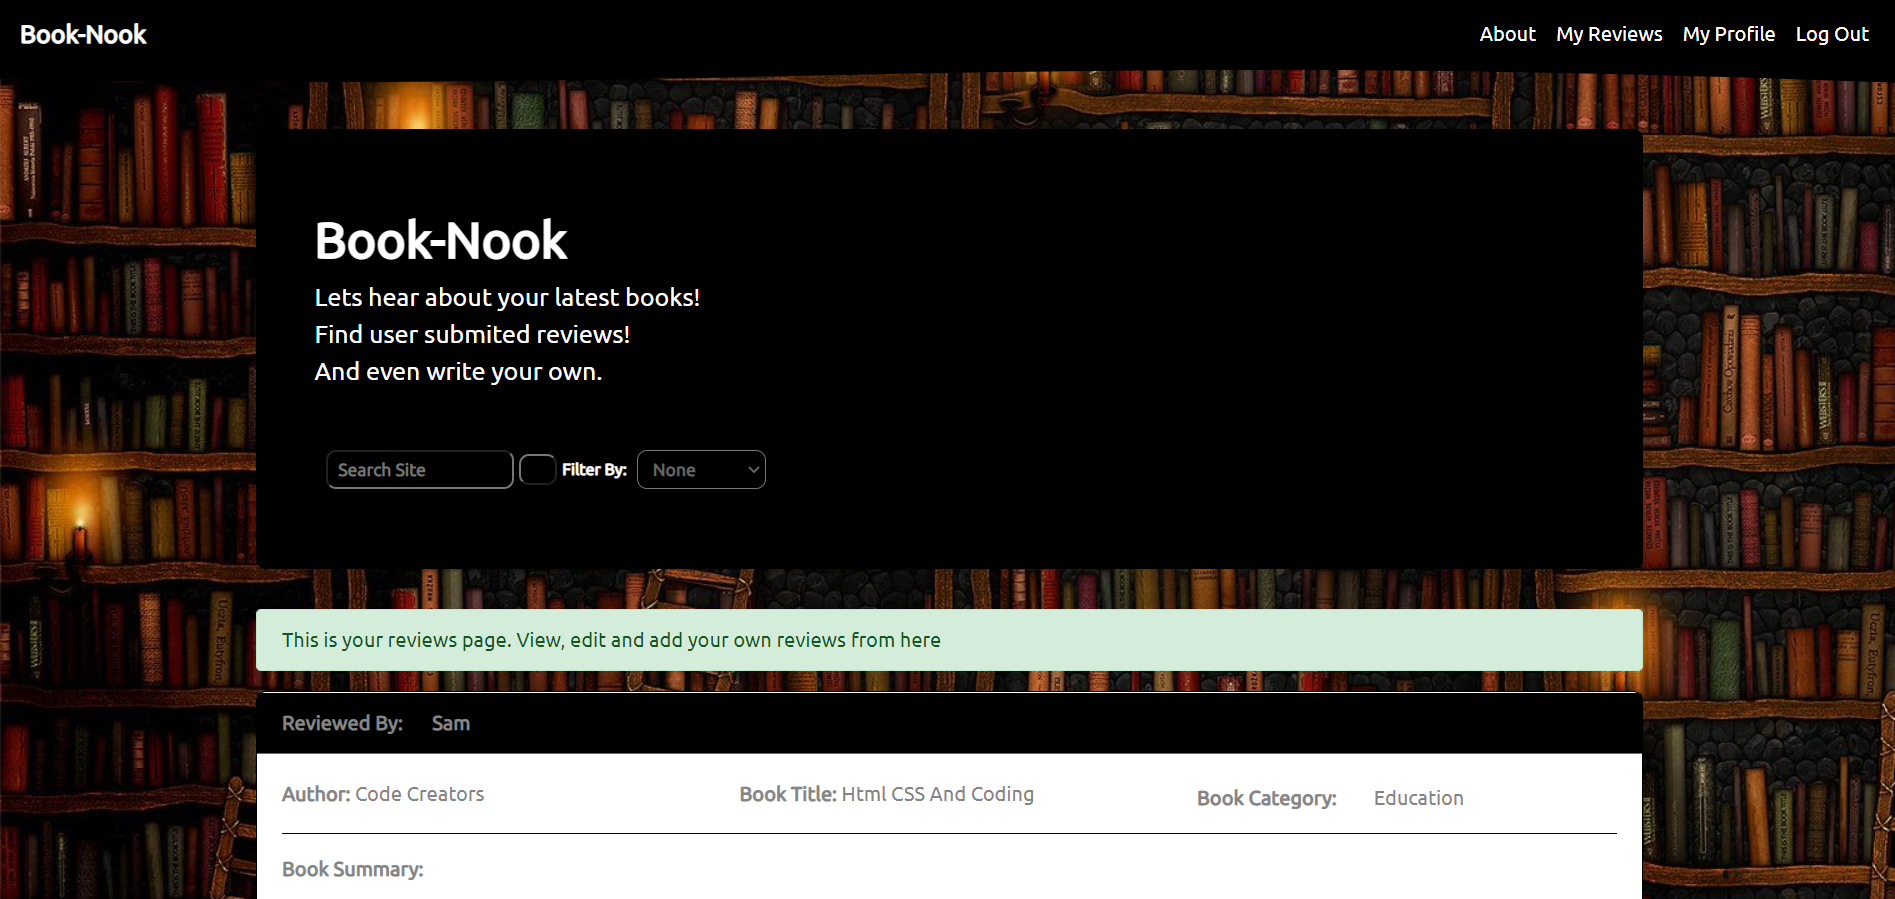 Book-Nook
About My Reviews My Profile Log Out
Book-Nook
Lets hear about your latest books!
Find user submited reviews!
And even write your own.
Search Site Filter By: None
This is your reviews page. View, edit and add your own reviews from here
Reviewed By: Sam
Author: Code Creators Book Title: Html CSS And Coding Book Category: Education
Book Summary: